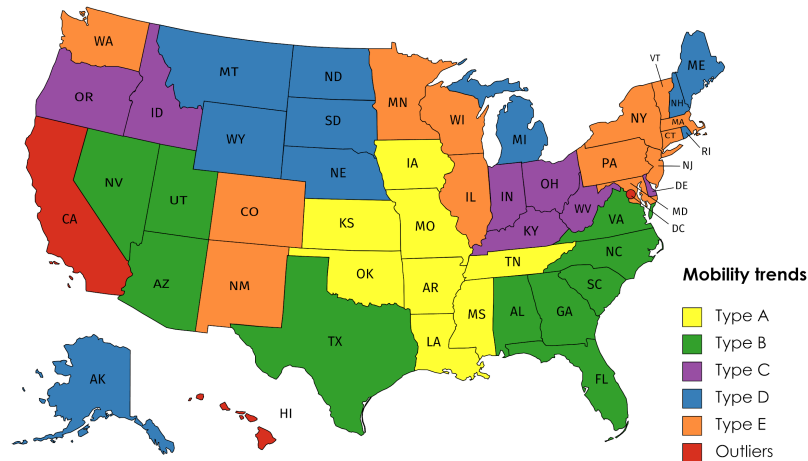 VT
WA
ME
MT
ND
OR
MN
NH
ID
SD
WI
NY
MA
WY
MI
CT
RI
IA
PA
NE
NJ
NV
OH
IN
DE
UT
IL
CO
WV
MD
CA
KS
MO
KY
VA
DC
NC
TN
OK
Mobility trends
AZ
NM
AR
SC
MS
AL
GA
Type A
TX
LA
Type B
Type C
AK
FL
Type D
HI
Type E
Outliers